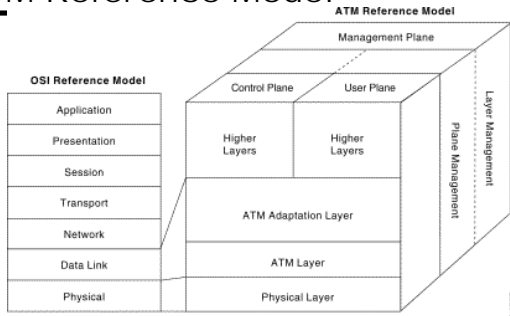 M Reference Model
ATM Reference Model
Management Plane
OSI Reference Model
Control Plane
User Plane
Application
Presentation
Session
Transport
Network
Data Link
Physical
Higher
Layers
Higher
Layers
ATM Adaptation Layer
ATM Layer
Physical Layer
Plane Management
Layer Management